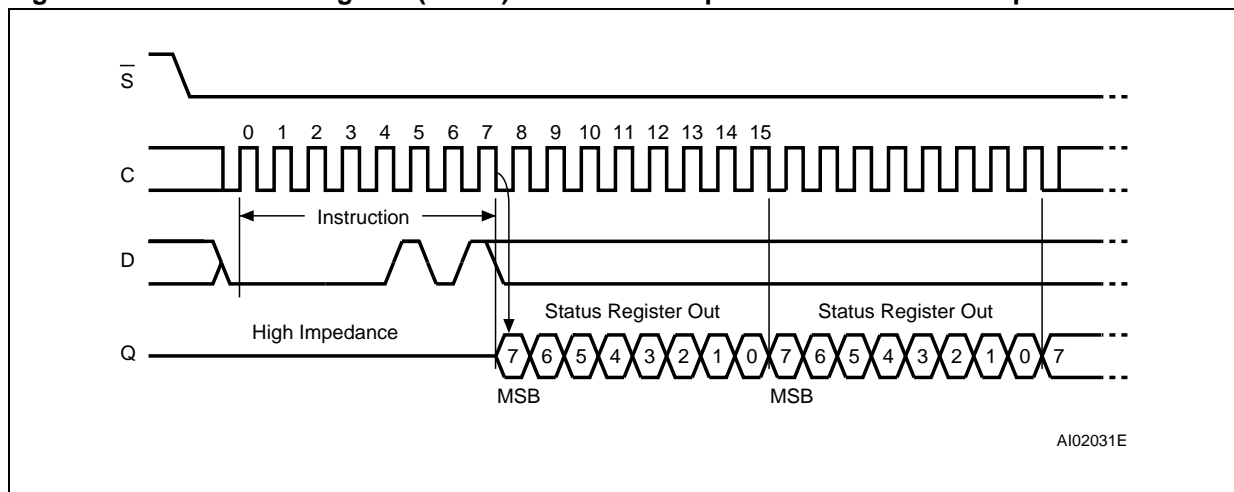 S
0 1 2 3 4 5 6 7 8 9 10 11 12 13 14 15
C
Instruction
D
Status Register Out Status Register Out
High Impedance
Q 7 6 5 4 3 2 1 0 7 6 5 4 3 2 1 0 7
MSB MSB
AI02031E